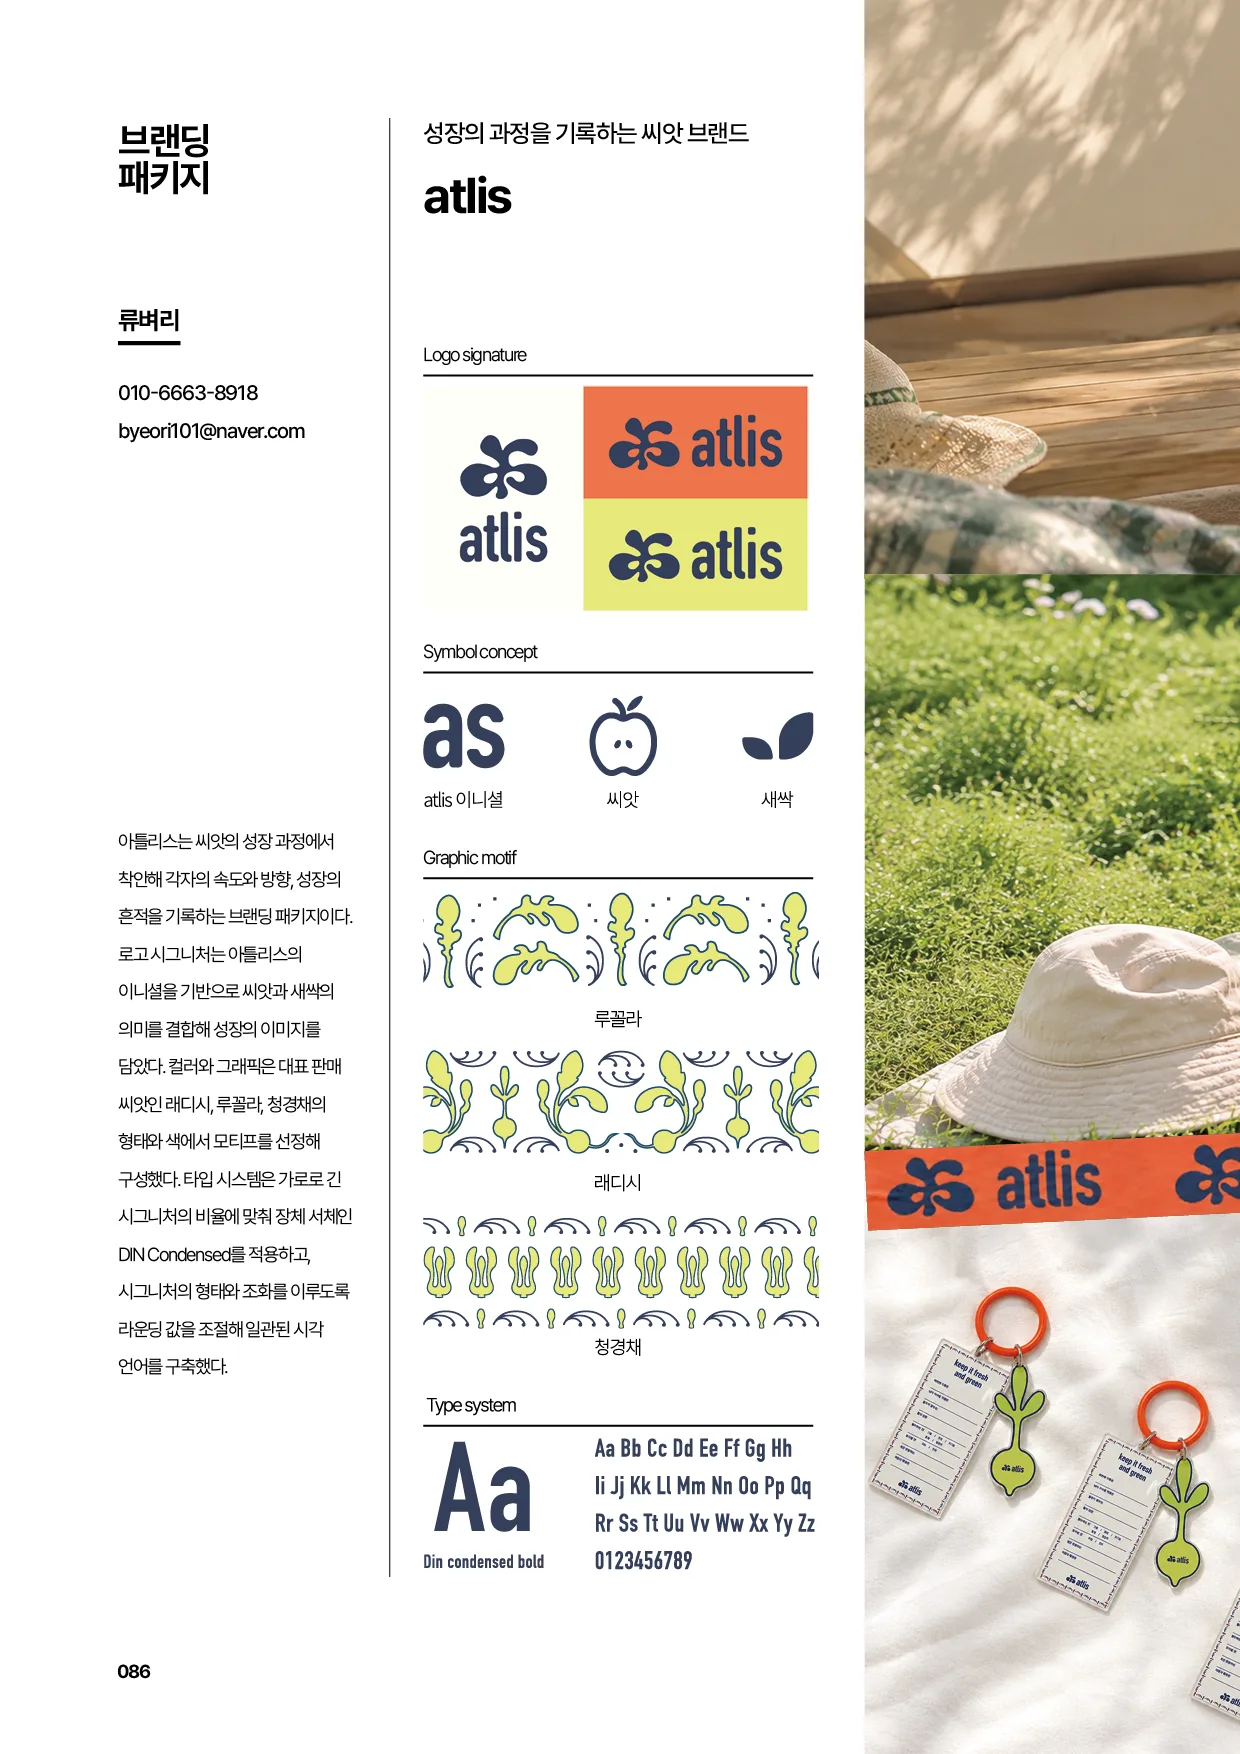 브랜딩
패키지
류벼리
010-6663-8918
byeori101@naver.com
아틀리스는 씨앗의 성장 과정에서
착안해 각자의 속도와 방향, 성장의
흔적을 기록하는 브랜딩 패키지이다.
로고 시그니처는 아틀리스의
이니셜을 기반으로 씨앗과 새싹의
의미를 결합해 성장의 이미지를
담았다. 컬러와 그래픽은 대표 판매
씨앗인 래디시, 루꼴라, 청경채의
형태와 색에서 모티프를 선정해
구성했다. 타입 시스템은 가로로 긴
시그니처의 비율에 맞춰 장체 서체인
DIN Condensed를 적용하고,
시그니처의 형태와 조화를 이루도록
라운딩 값을 조절해 일관된 시각
언어를 구축했다.
086
성장의 과정을 기록하는 씨앗 브랜드
atlis
Logo signature
atlis
atlis
atlis
Symbol concept
as
atlis 이니셜
씨앗
새싹
Graphic motif
루꼴라
래디시
청경채
Type system
Aa
Din condensed bold
Aa Bb Cc Dd Ee Ff Gg Hh
Ii Jj Kk Ll Mm Nn Oo Pp Qq
Rr Ss Tt Uu Vv Ww Xx Yy Zz
0123456789
atlis
keep it fresh
and green
atlis
atlis
keep it fresh
and green
atlis
atlis
atlis